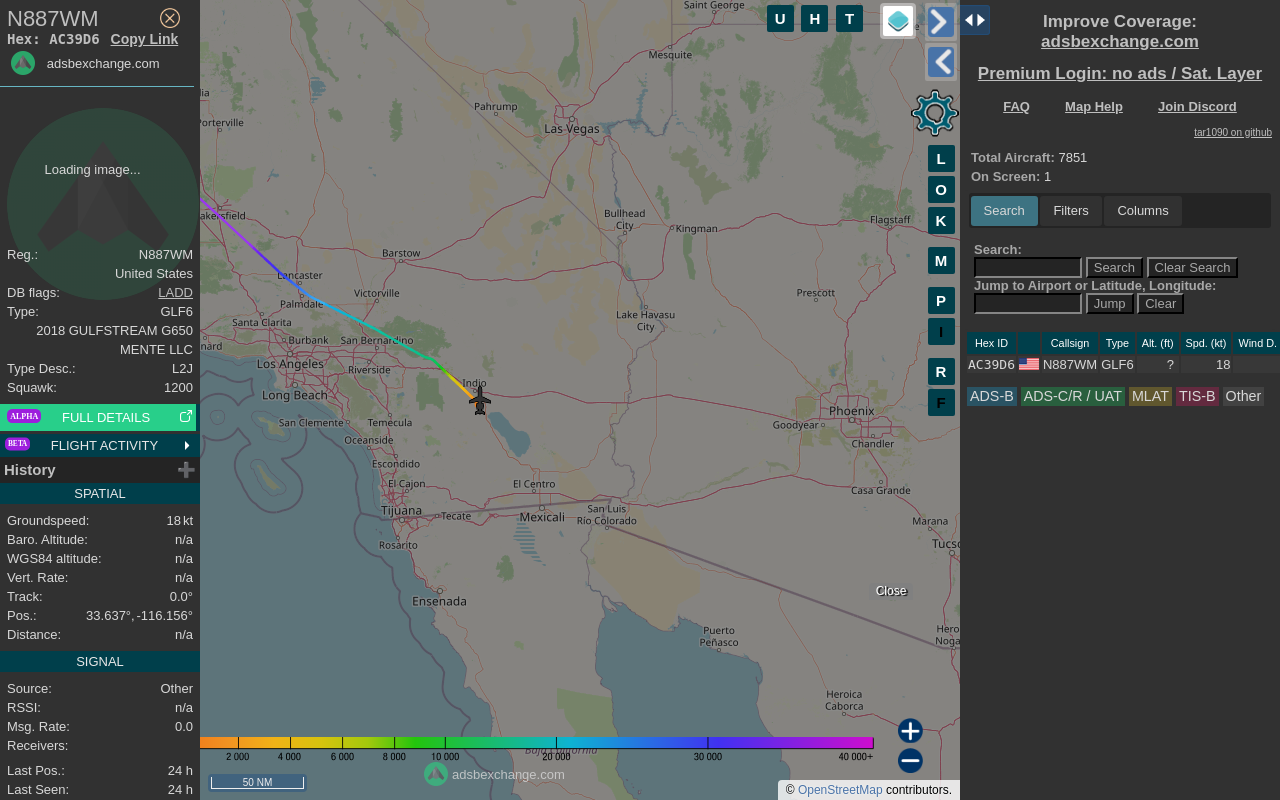 N887WM
Hex: AC39D6 Copy Link
adsbexchange.com
Loading image...
Reg.: N887WM
United States
DB flags: LADD
Type: GLF6
2018 GULFSTREAM G650
MENTE LLC
Type Desc.: L2J
Squawk: 1200
ALPHA FULL DETAILS
BETA FLIGHT ACTIVITY
History
SPATIAL
Groundspeed: 18 kt
Baro. Altitude: n/a
WGS84 altitude: n/a
Vert. Rate: n/a
Track: 0.0°
Pos.: 33.637°, -116.156°
Distance: n/a
SIGNAL
Source: Other
RSSI: n/a
Msg. Rate: 0.0
Receivers:
Last Pos.: 24 h
Last Seen: 24 h
Saint George
U H T
Mesquite
Pahrump
Las Vegas
Porterville
akersfield
Bullhead
City
Kingman
Flagstaff
Barstow
Lancaster
Palmdale
Victorville
Prescott
Lake Havasu
City
Santa Clarita
nard
Burbank
San Bernardino
Los Angeles
Riverside
Indio
Long Beach
Phoenix
San Clemente
Temecula
Goodyear
Oceanside
Chandler
Escondido
El Cajon
El Centro
Casa Grande
Tijuana
Tecate
Mexicali
San Luis
Río Colorado
Marana
Rosarito
Tucso
Ensenada
Close
Puerto
Peñasco
Hero
Noga
Heroica
Caborca
Baja California
L
O
K
M
P
I
R
F
2 000 4 000 6 000 8 000 10 000 20 000 30 000 40 000+
adsbexchange.com
50 NM
© OpenStreetMap contributors.
Improve Coverage:
adsbexchange.com
Premium Login: no ads / Sat. Layer
FAQ Map Help Join Discord
tar1090 on github
Total Aircraft: 7851
On Screen: 1
Search Filters Columns
Search:
Search Clear Search
Jump to Airport or Latitude, Longitude:
Jump Clear
Hex ID Callsign Type Alt. (ft) Spd. (kt) Wind D.
AC39D6 N887WM GLF6 ? 18
ADS-B ADS-C/R / UAT MLAT TIS-B Other